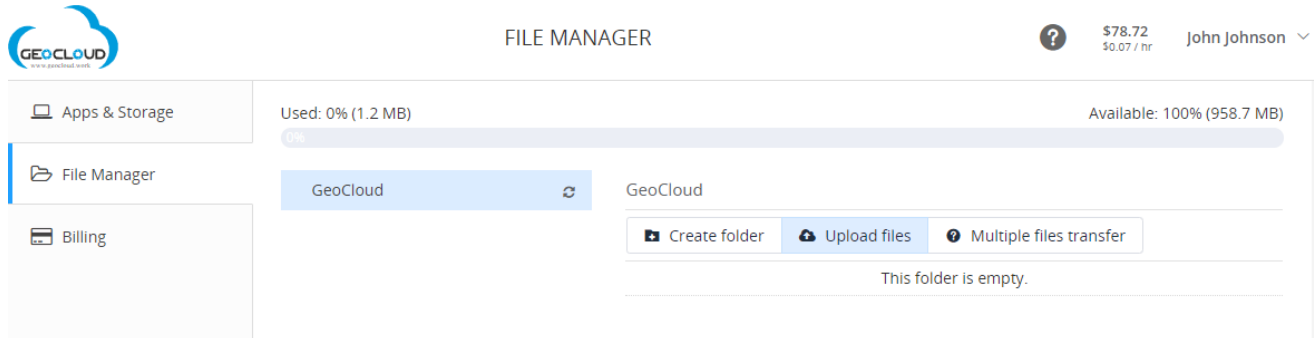 GEOCLOUD
www.geocloud.work
FILE MANAGER
?
$78.72
$0.07 / hr
John Johnson
Apps & Storage
File Manager
Billing
Used: 0% (1.2 MB)
Available: 100% (958.7 MB)
0%
GeoCloud
GeoCloud
Create folder
Upload files
? Multiple files transfer
This folder is empty.